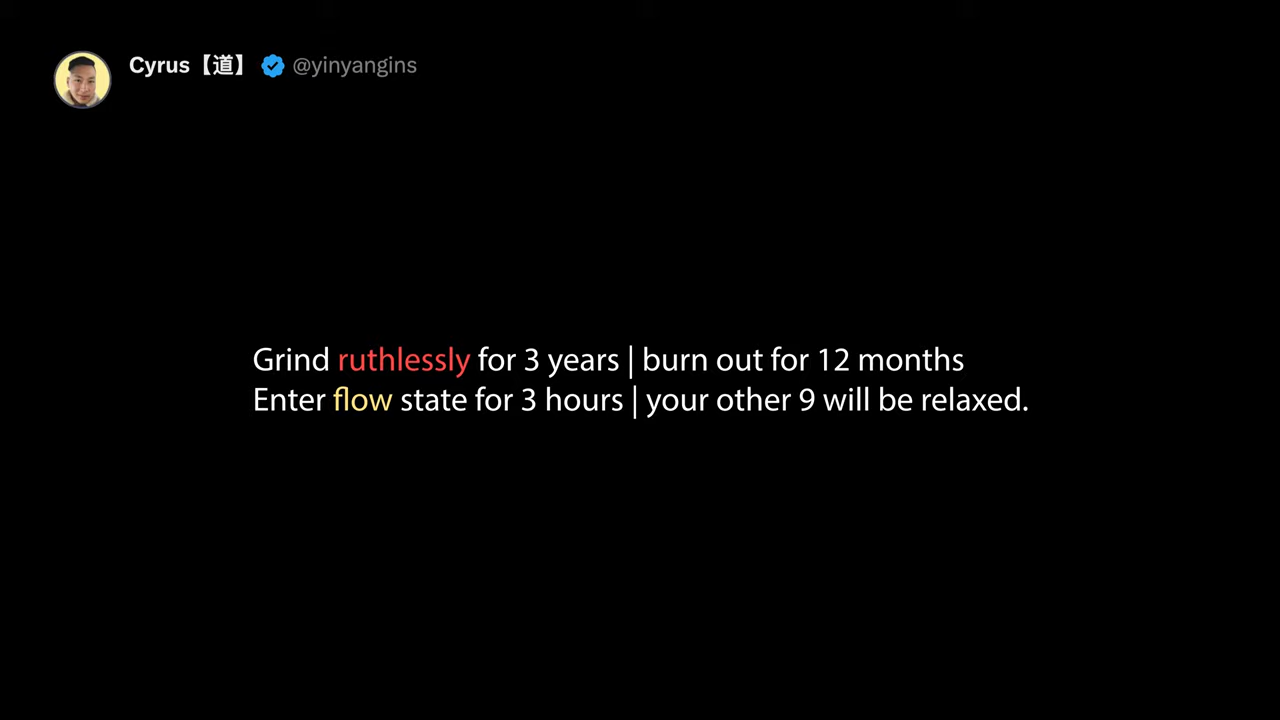 Cyrus【道】 @yinyangins
Grind ruthlessly for 3 years | burn out for 12 months
Enter flow state for 3 hours | your other 9 will be relaxed.